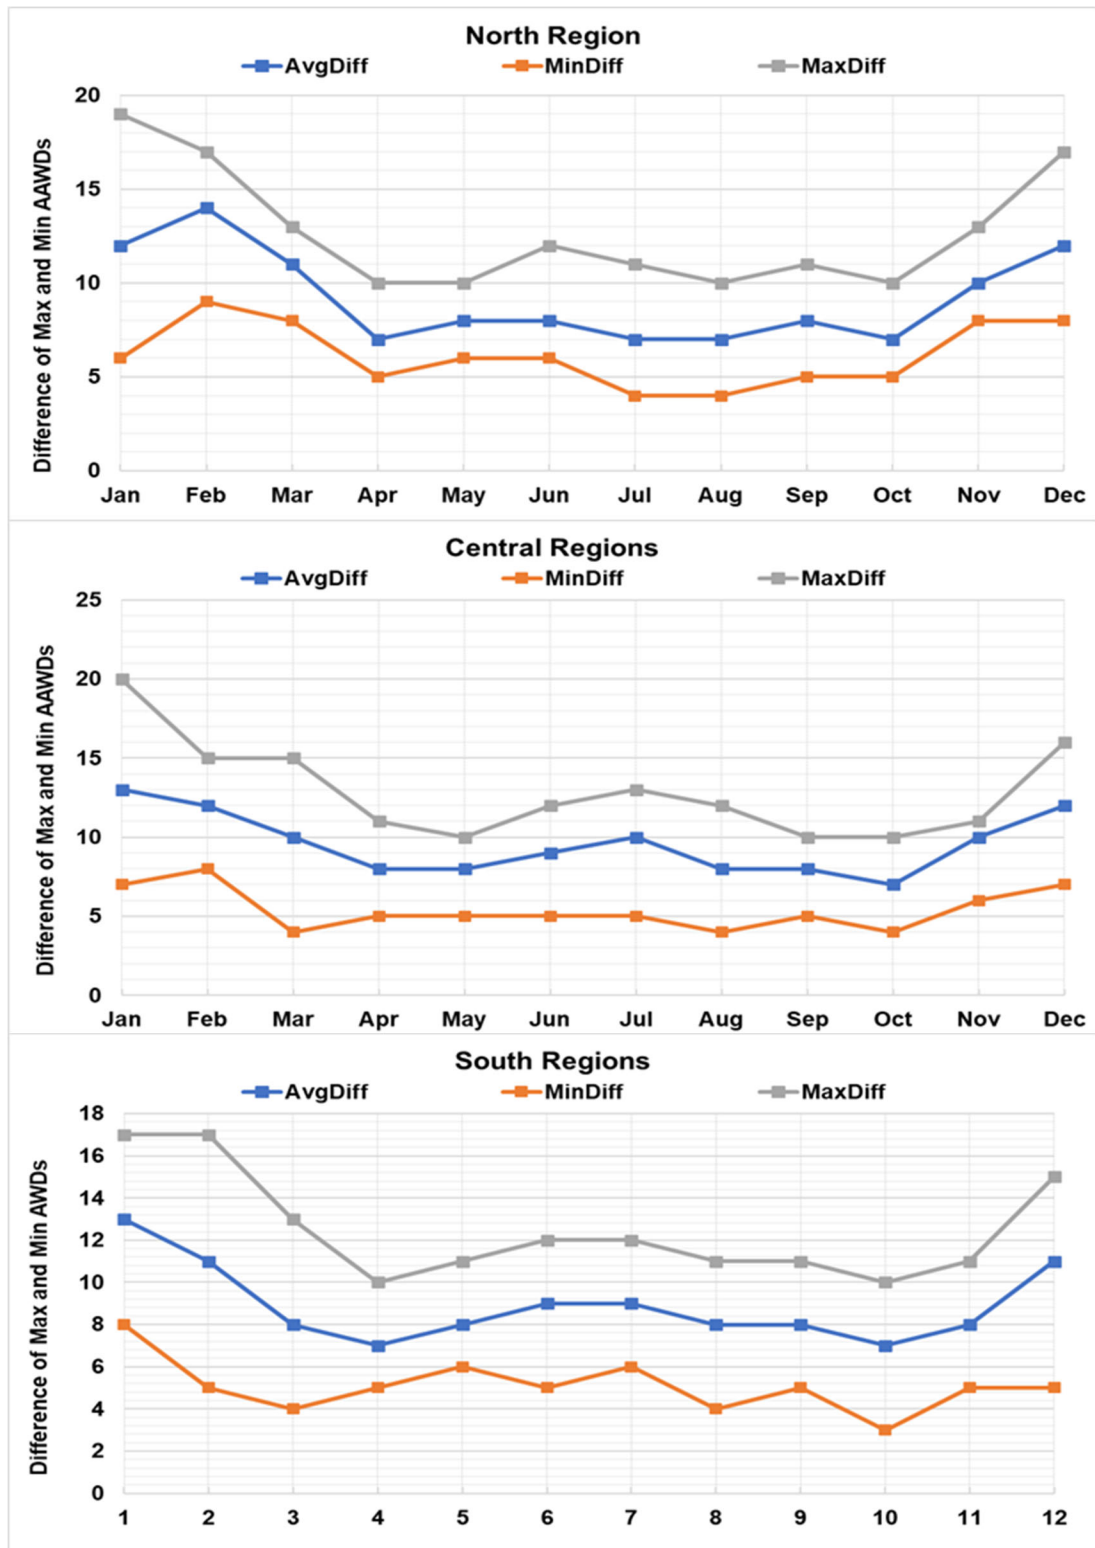 North Region
AvgDiff MinDiff MaxDiff
Difference of Max and Min AAWDs
20
15
10
5
0
Jan Feb Mar Apr May Jun Jul Aug Sep Oct Nov Dec
Central Regions
AvgDiff MinDiff MaxDiff
Difference of Max and Min AAWDs
25
20
15
10
5
0
Jan Feb Mar Apr May Jun Jul Aug Sep Oct Nov Dec
South Regions
AvgDiff MinDiff MaxDiff
Difference of Max and Min AWDs
18
16
14
12
10
8
6
4
2
0
1 2 3 4 5 6 7 8 9 10 11 12